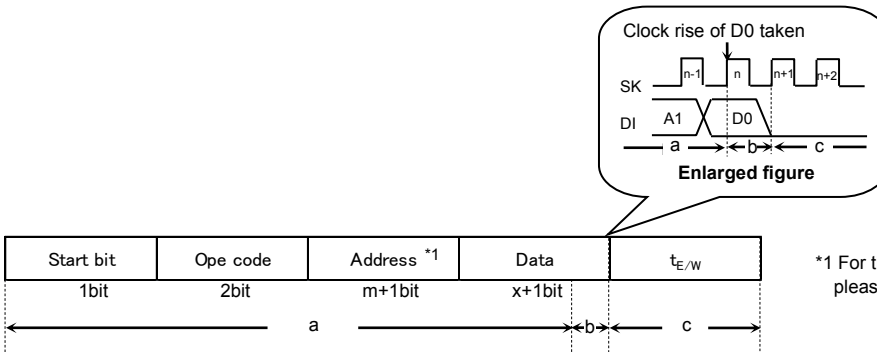 Clock rise of D0 taken
SK n-1 n n+1 n+2
DI A1 D0
a b c
Enlarged figure
Start bit Ope code Address *1 Data tE/W
1bit 2bit m+1bit x+1bit
a b c
*1 For t
pleas